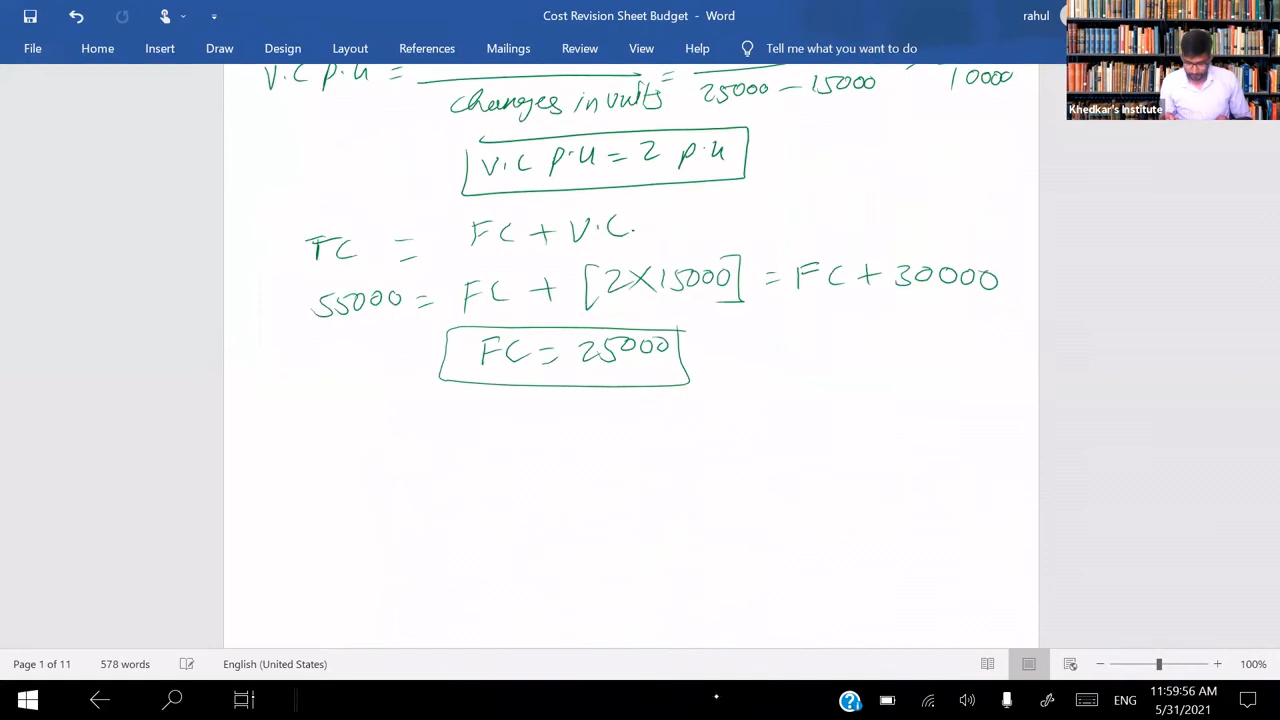 Cost Revision Sheet Budget - Word
rahul
File Home Insert Draw Design Layout References Mailings Review View Help Tell me what you want to do
Khedkar's Institute
V.C p.u = = =
changes in units 25000 - 15000 10000
V.C p.u = 2 p.u
TC = FC + V.C.
55000 = FC + [2×15000] = FC + 30000
FC = 25000
Page 1 of 11 578 words English (United States) 100%
ENG 11:59:56 AM
5/31/2021